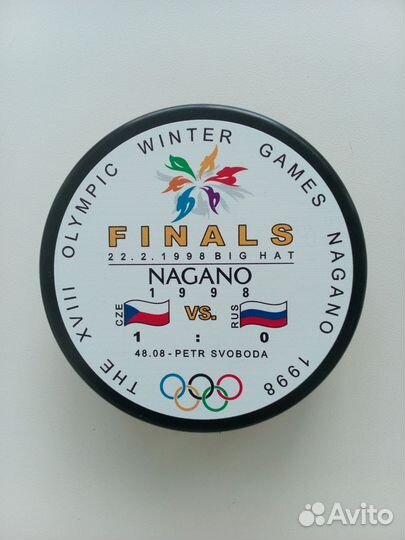 THE XVIII OLYMPIC WINTER GAMES NAGANO 1998
FINALS
22.2.1998 BIG HAT
NAGANO
1998
CZE VS. RUS
1 : 0
48.08 - PETR SVOBODA
Avito